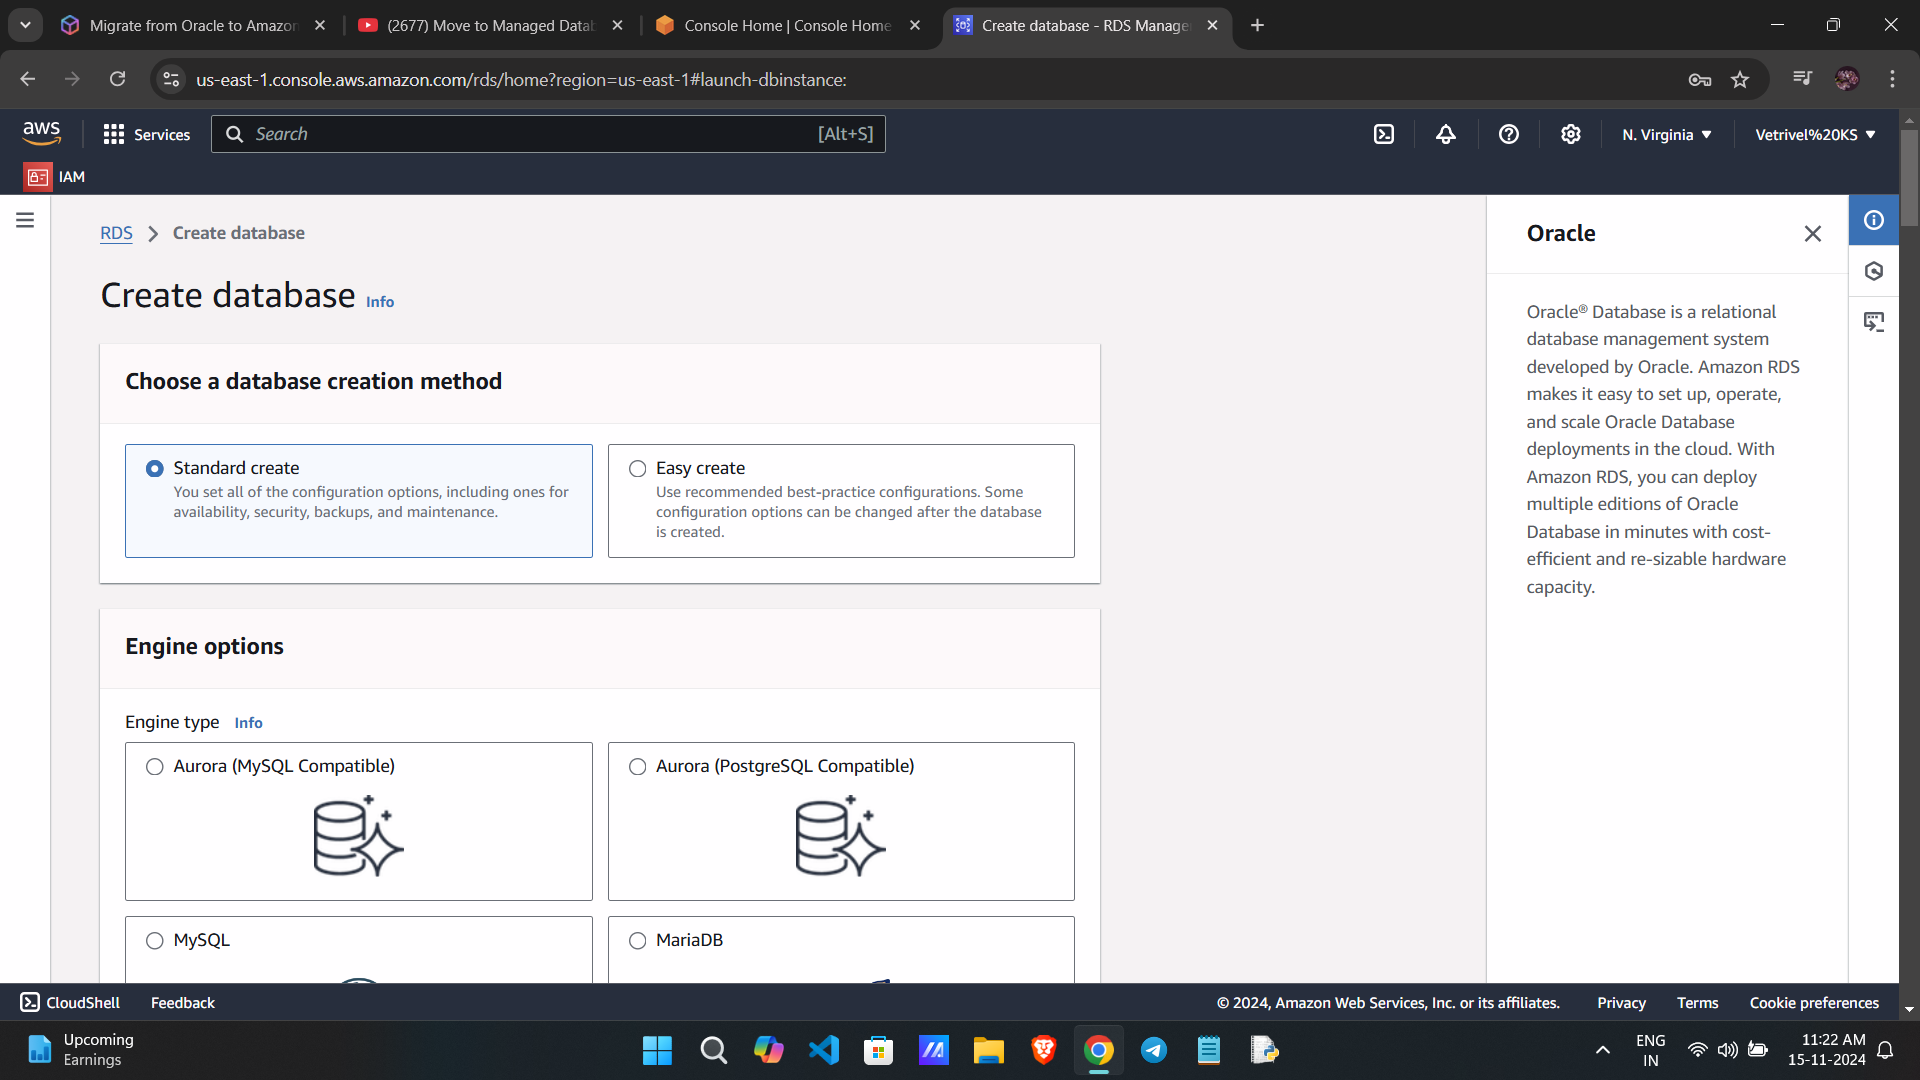 Migrate from Oracle to Amazon
(2677) Move to Managed Datab
Console Home | Console Home
Create database - RDS Manage
us-east-1.console.aws.amazon.com/rds/home?region=us-east-1#launch-dbinstance:
aws
Services
Search
[Alt+S]
N. Virginia
Vetrivel%20KS
IAM
RDS
Create database
Create database Info
Choose a database creation method
Standard create
You set all of the configuration options, including ones for
availability, security, backups, and maintenance.
Easy create
Use recommended best-practice configurations. Some
configuration options can be changed after the database
is created.
Engine options
Engine type Info
Aurora (MySQL Compatible)
Aurora (PostgreSQL Compatible)
MySQL
MariaDB
Oracle
Oracle® Database is a relational
database management system
developed by Oracle. Amazon RDS
makes it easy to set up, operate,
and scale Oracle Database
deployments in the cloud. With
Amazon RDS, you can deploy
multiple editions of Oracle
Database in minutes with cost-
efficient and re-sizable hardware
capacity.
CloudShell
Feedback
© 2024, Amazon Web Services, Inc. or its affiliates.
Privacy
Terms
Cookie preferences
Upcoming
Earnings
ENG
IN
11:22 AM
15-11-2024